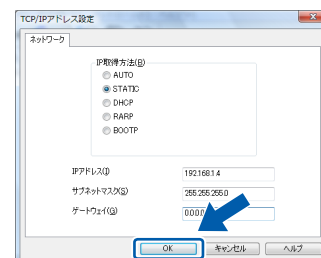 TCP/IPアドレス設定
ネットワーク
IP取得方法(B)
AUTO
STATIC
DHCP
RARP
BOOTP
IPアドレス(I) 192.168.1.4
サブネットマスク(S) 255.255.255.0
ゲートウェイ(G) 0.0.0.
OK キャンセル ヘルプ